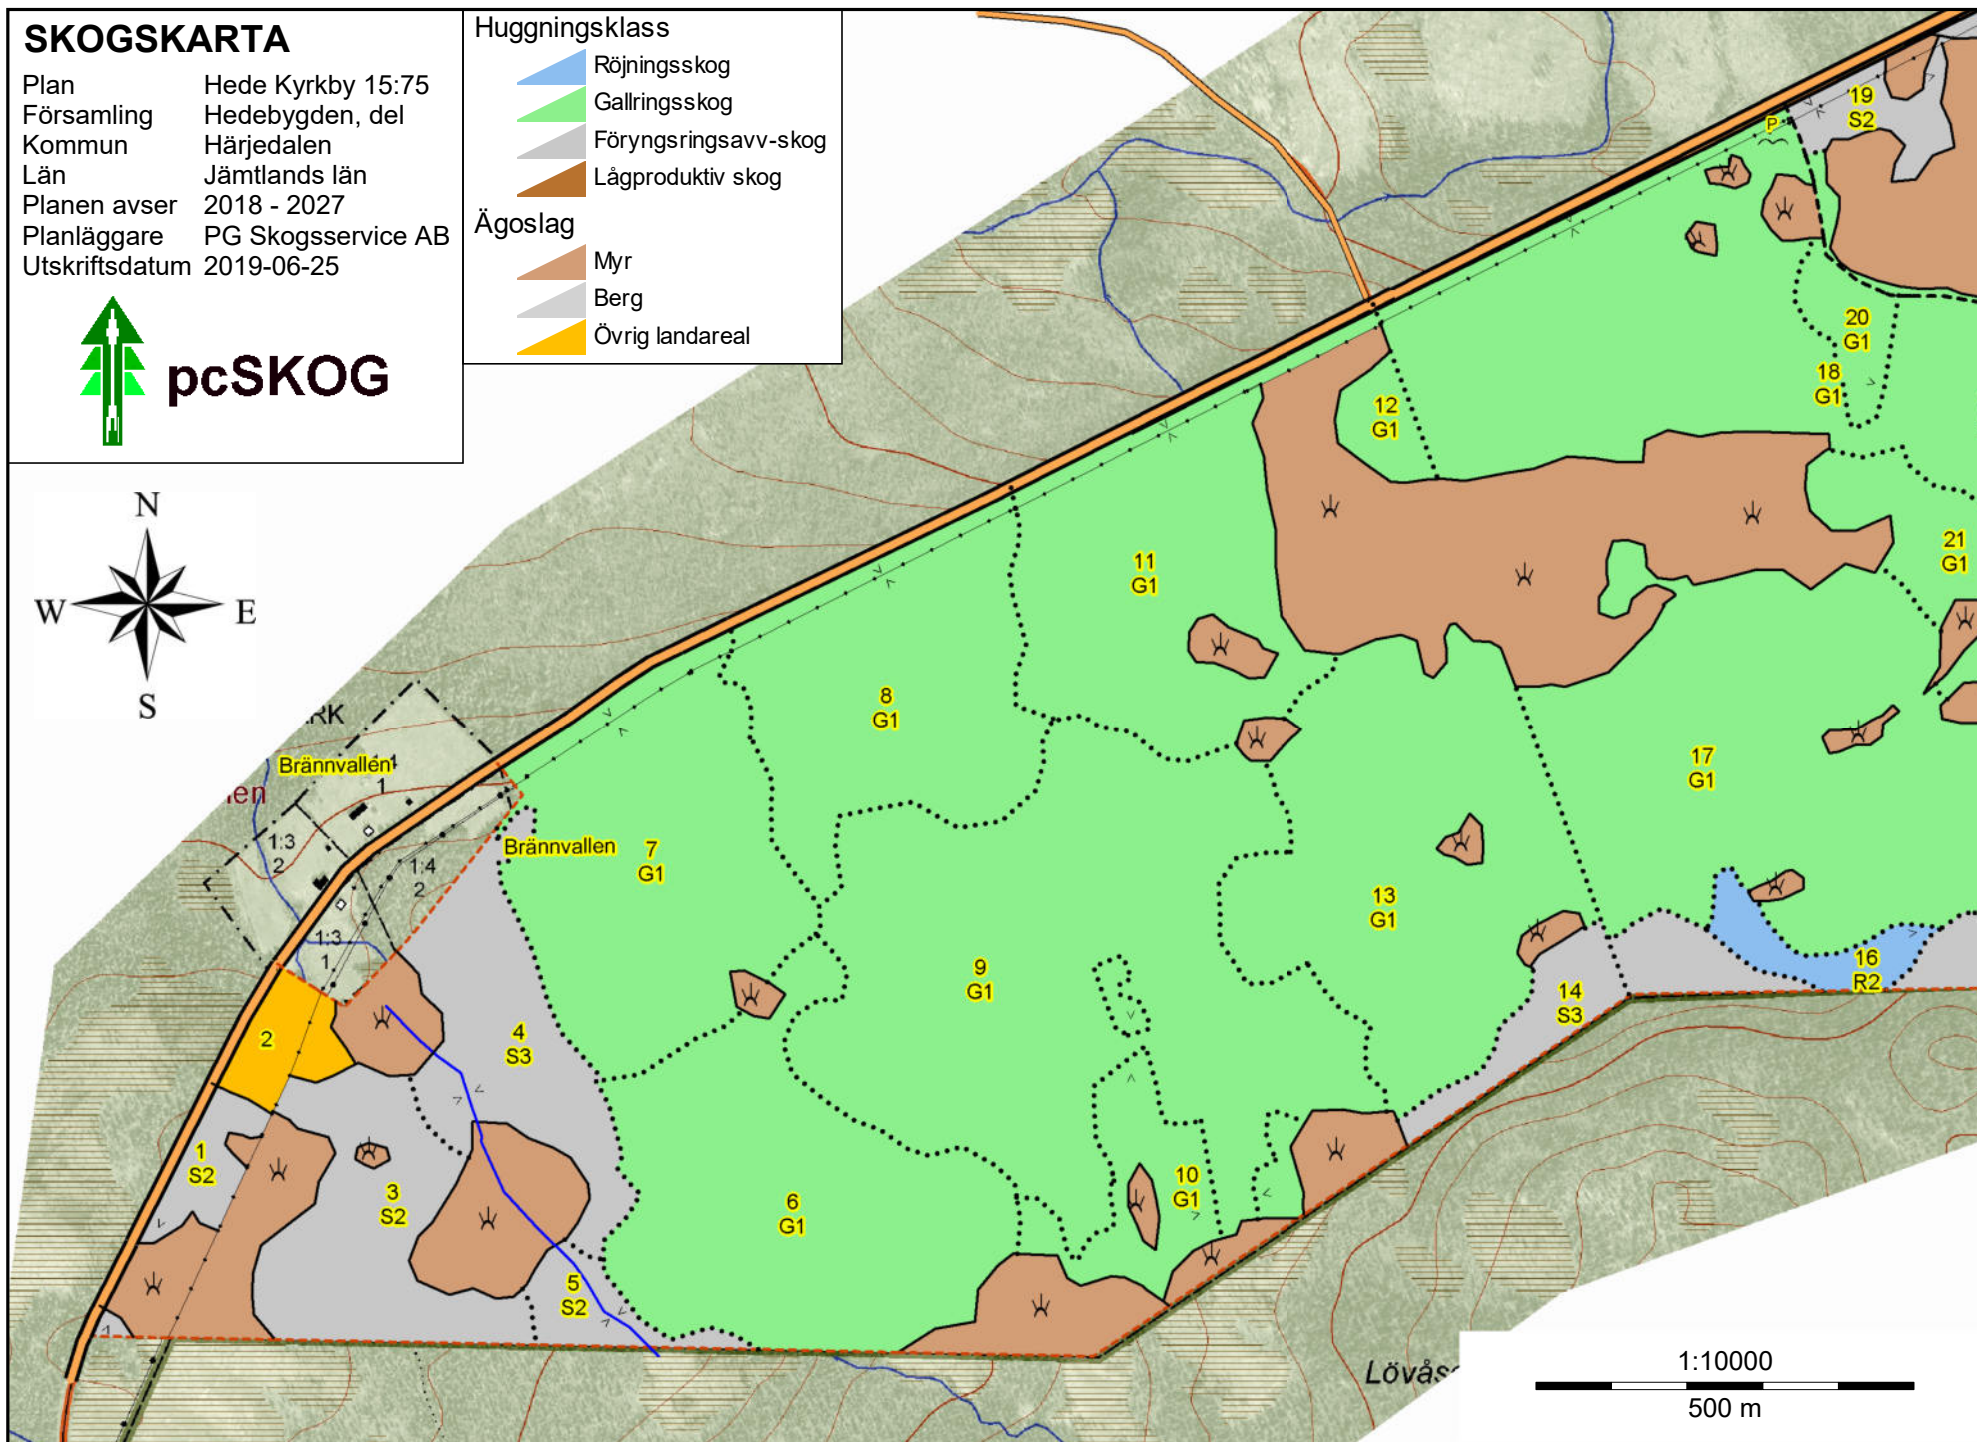 SKOGSKARTA
Plan Hede Kyrkby 15:75
Församling Hedebygden, del
Kommun Härjedalen
Län Jämtlands län
Planen avser 2018 - 2027
Planläggare PG Skogsservice AB
Utskriftsdatum 2019-06-25
pcSKOG
Huggningsklass
Röjningsskog
Gallringsskog
Föryngsringsavv-skog
Lågproduktiv skog
Ägoslag
Myr
Berg
Övrig landareal
N
W E
S
19
S2
P
20
G1
18
G1
12
G1
21
G1
11
G1
8
G1
17
G1
RK
Brännvallen
1
len
1:3
2
1:4
2
1:3
1
Brännvallen
7
G1
13
G1
9
G1
16
R2
14
S3
2
4
S3
1
S2
3
S2
6
G1
10
G1
5
S2
Lövås
1:10000
500 m